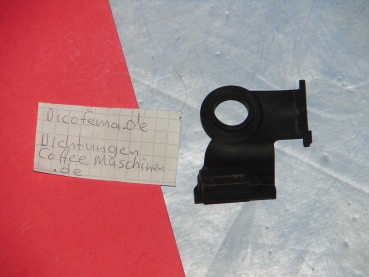 Dicofema.de
Dichtungen
Coffee Maschinen
.de